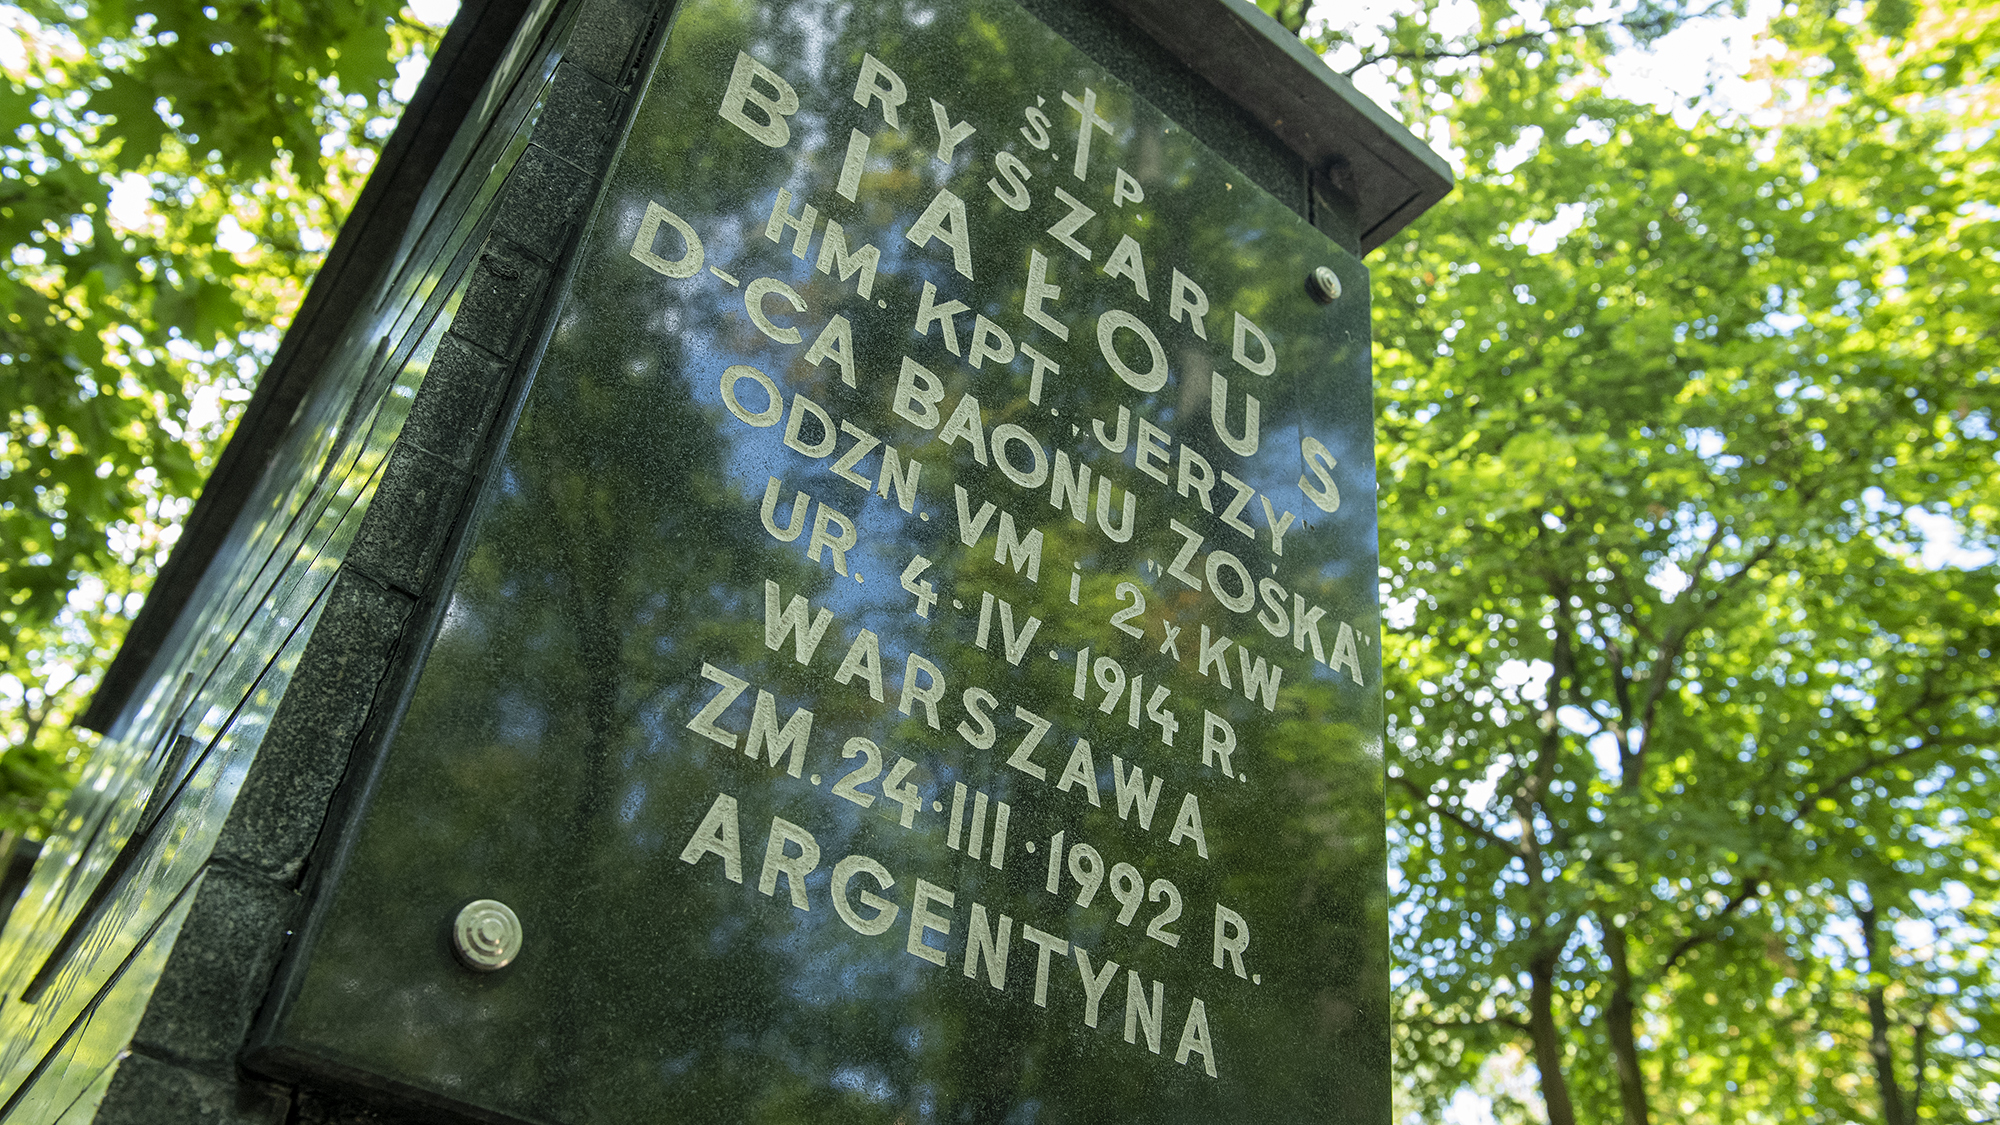 Ś. † P
RYSZARD
BIAŁOUS
HM. KPT. „JERZY"
D-CA BAONU „ZOŚKA"
ODZN. VM i 2 x KW
UR. 4·IV·1914 R.
WARSZAWA
ZM. 24·III·1992 R.
ARGENTYNA